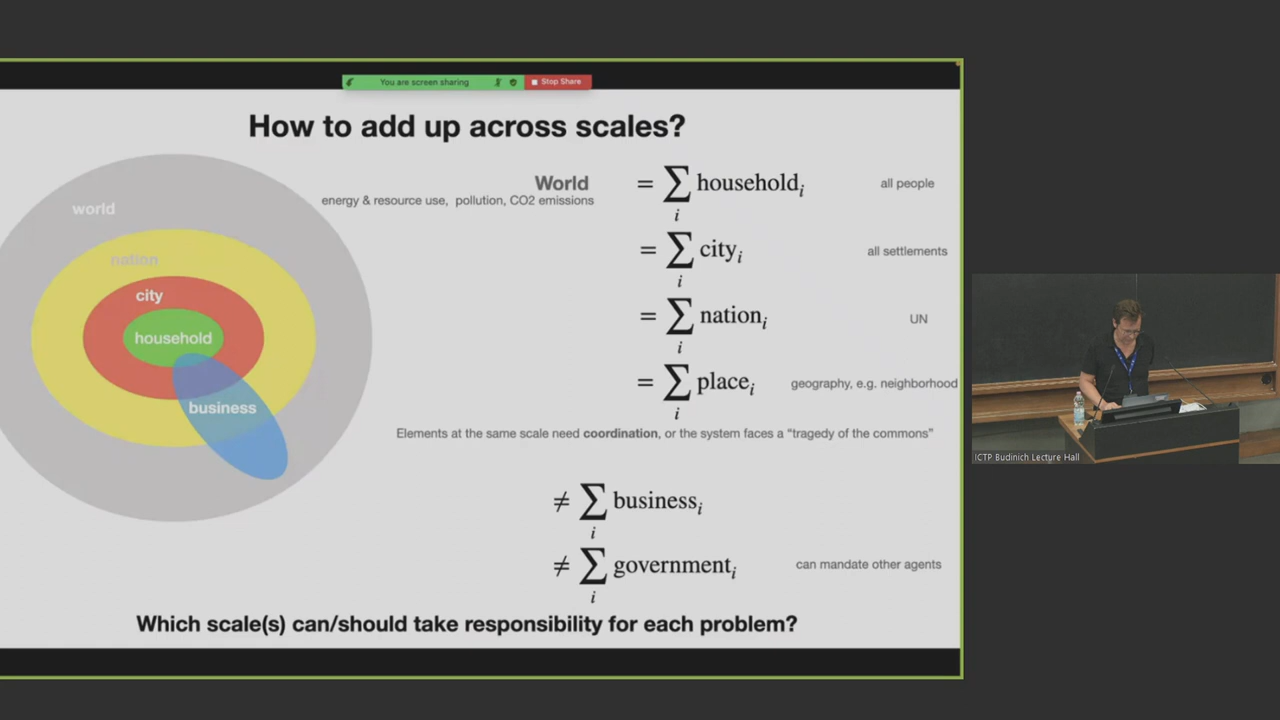 You are screen sharing
Stop Share
How to add up across scales?
world
nation
city
household
business
World
energy & resource use, pollution, CO2 emissions
= ∑ household_i
i
all people
= ∑ city_i
i
all settlements
= ∑ nation_i
i
UN
= ∑ place_i
i
geography, e.g. neighborhood
Elements at the same scale need coordination, or the system faces a “tragedy of the commons”
≠ ∑ business_i
i
≠ ∑ government_i
i
can mandate other agents
Which scale(s) can/should take responsibility for each problem?
ICTP Budinich Lecture Hall